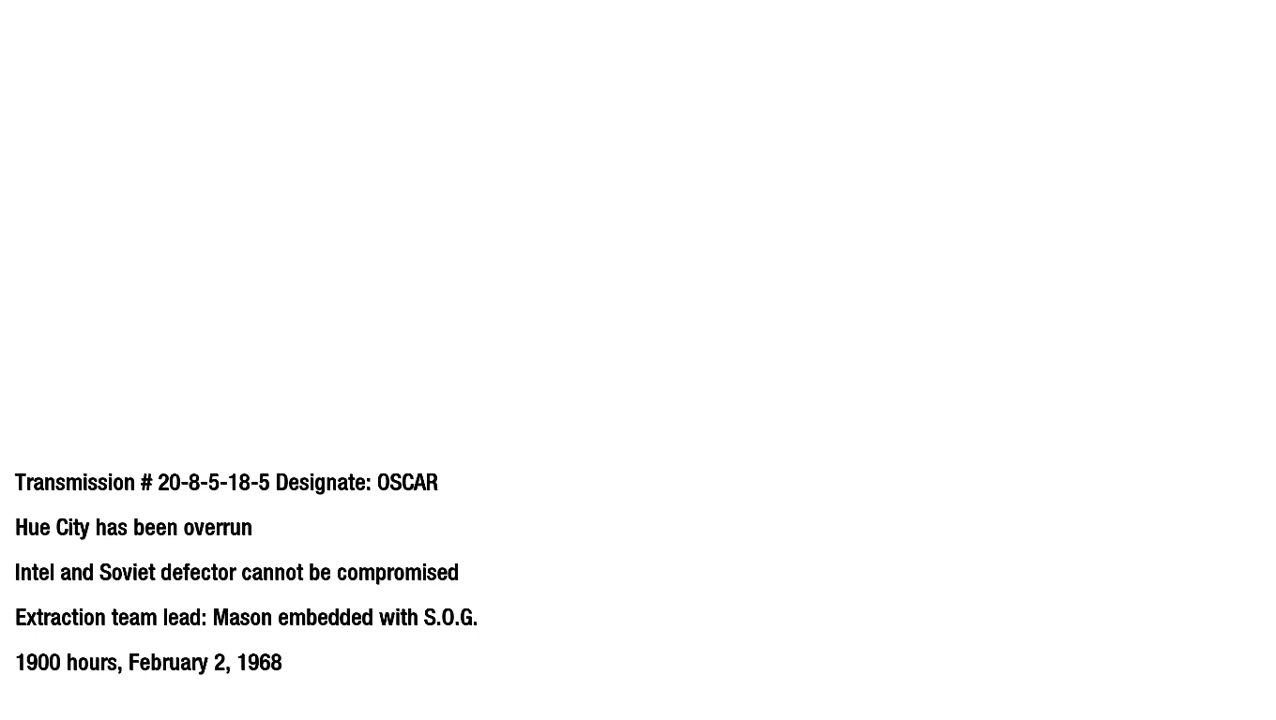 Transmission # 20-8-5-18-5 Designate: OSCAR
Hue City has been overrun
Intel and Soviet defector cannot be compromised
Extraction team lead: Mason embedded with S.O.G.
1900 hours, February 2, 1968